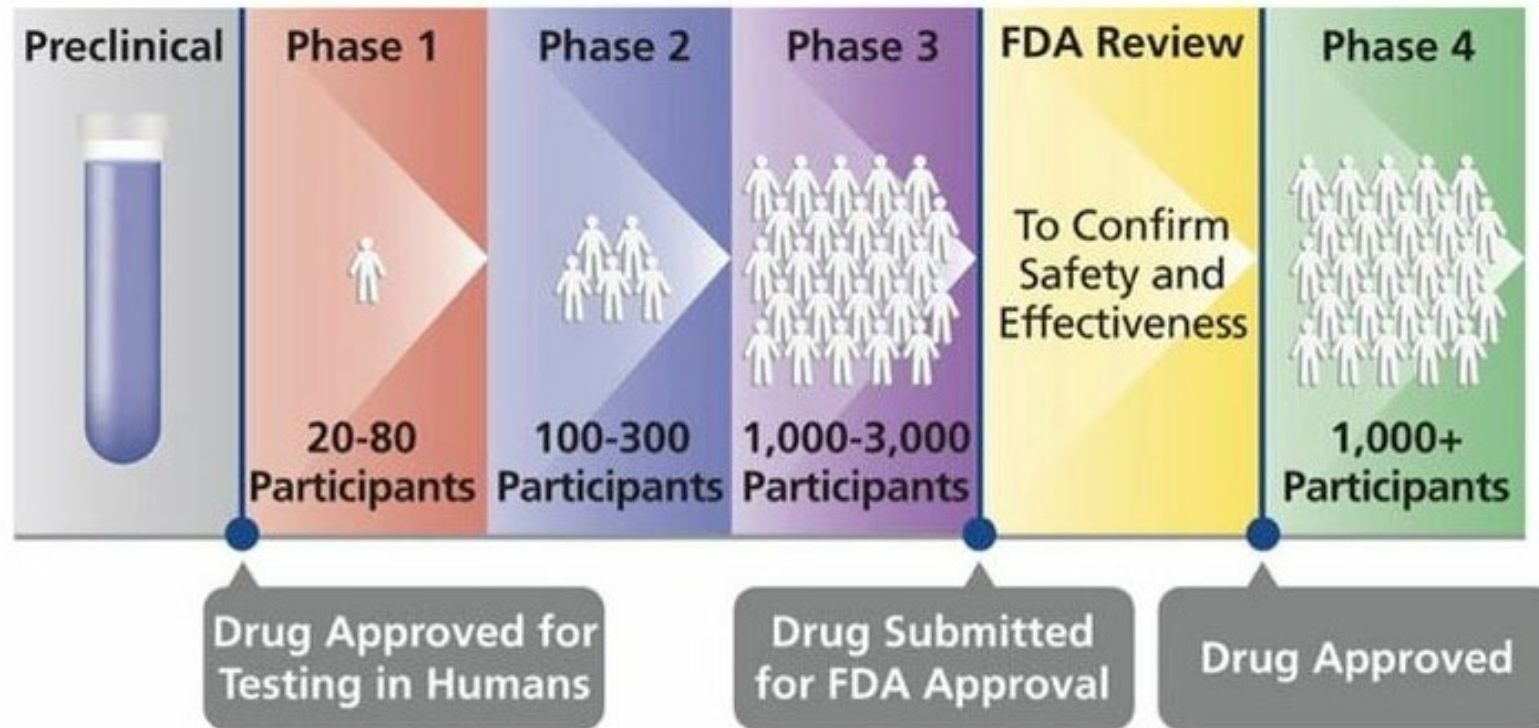 Preclinical
Phase 1
Phase 2
Phase 3
FDA Review
Phase 4
To Confirm
Safety and
Effectiveness
20-80
Participants
100-300
Participants
1,000-3,000
Participants
1,000+
Participants
Drug Approved for
Testing in Humans
Drug Submitted
for FDA Approval
Drug Approved